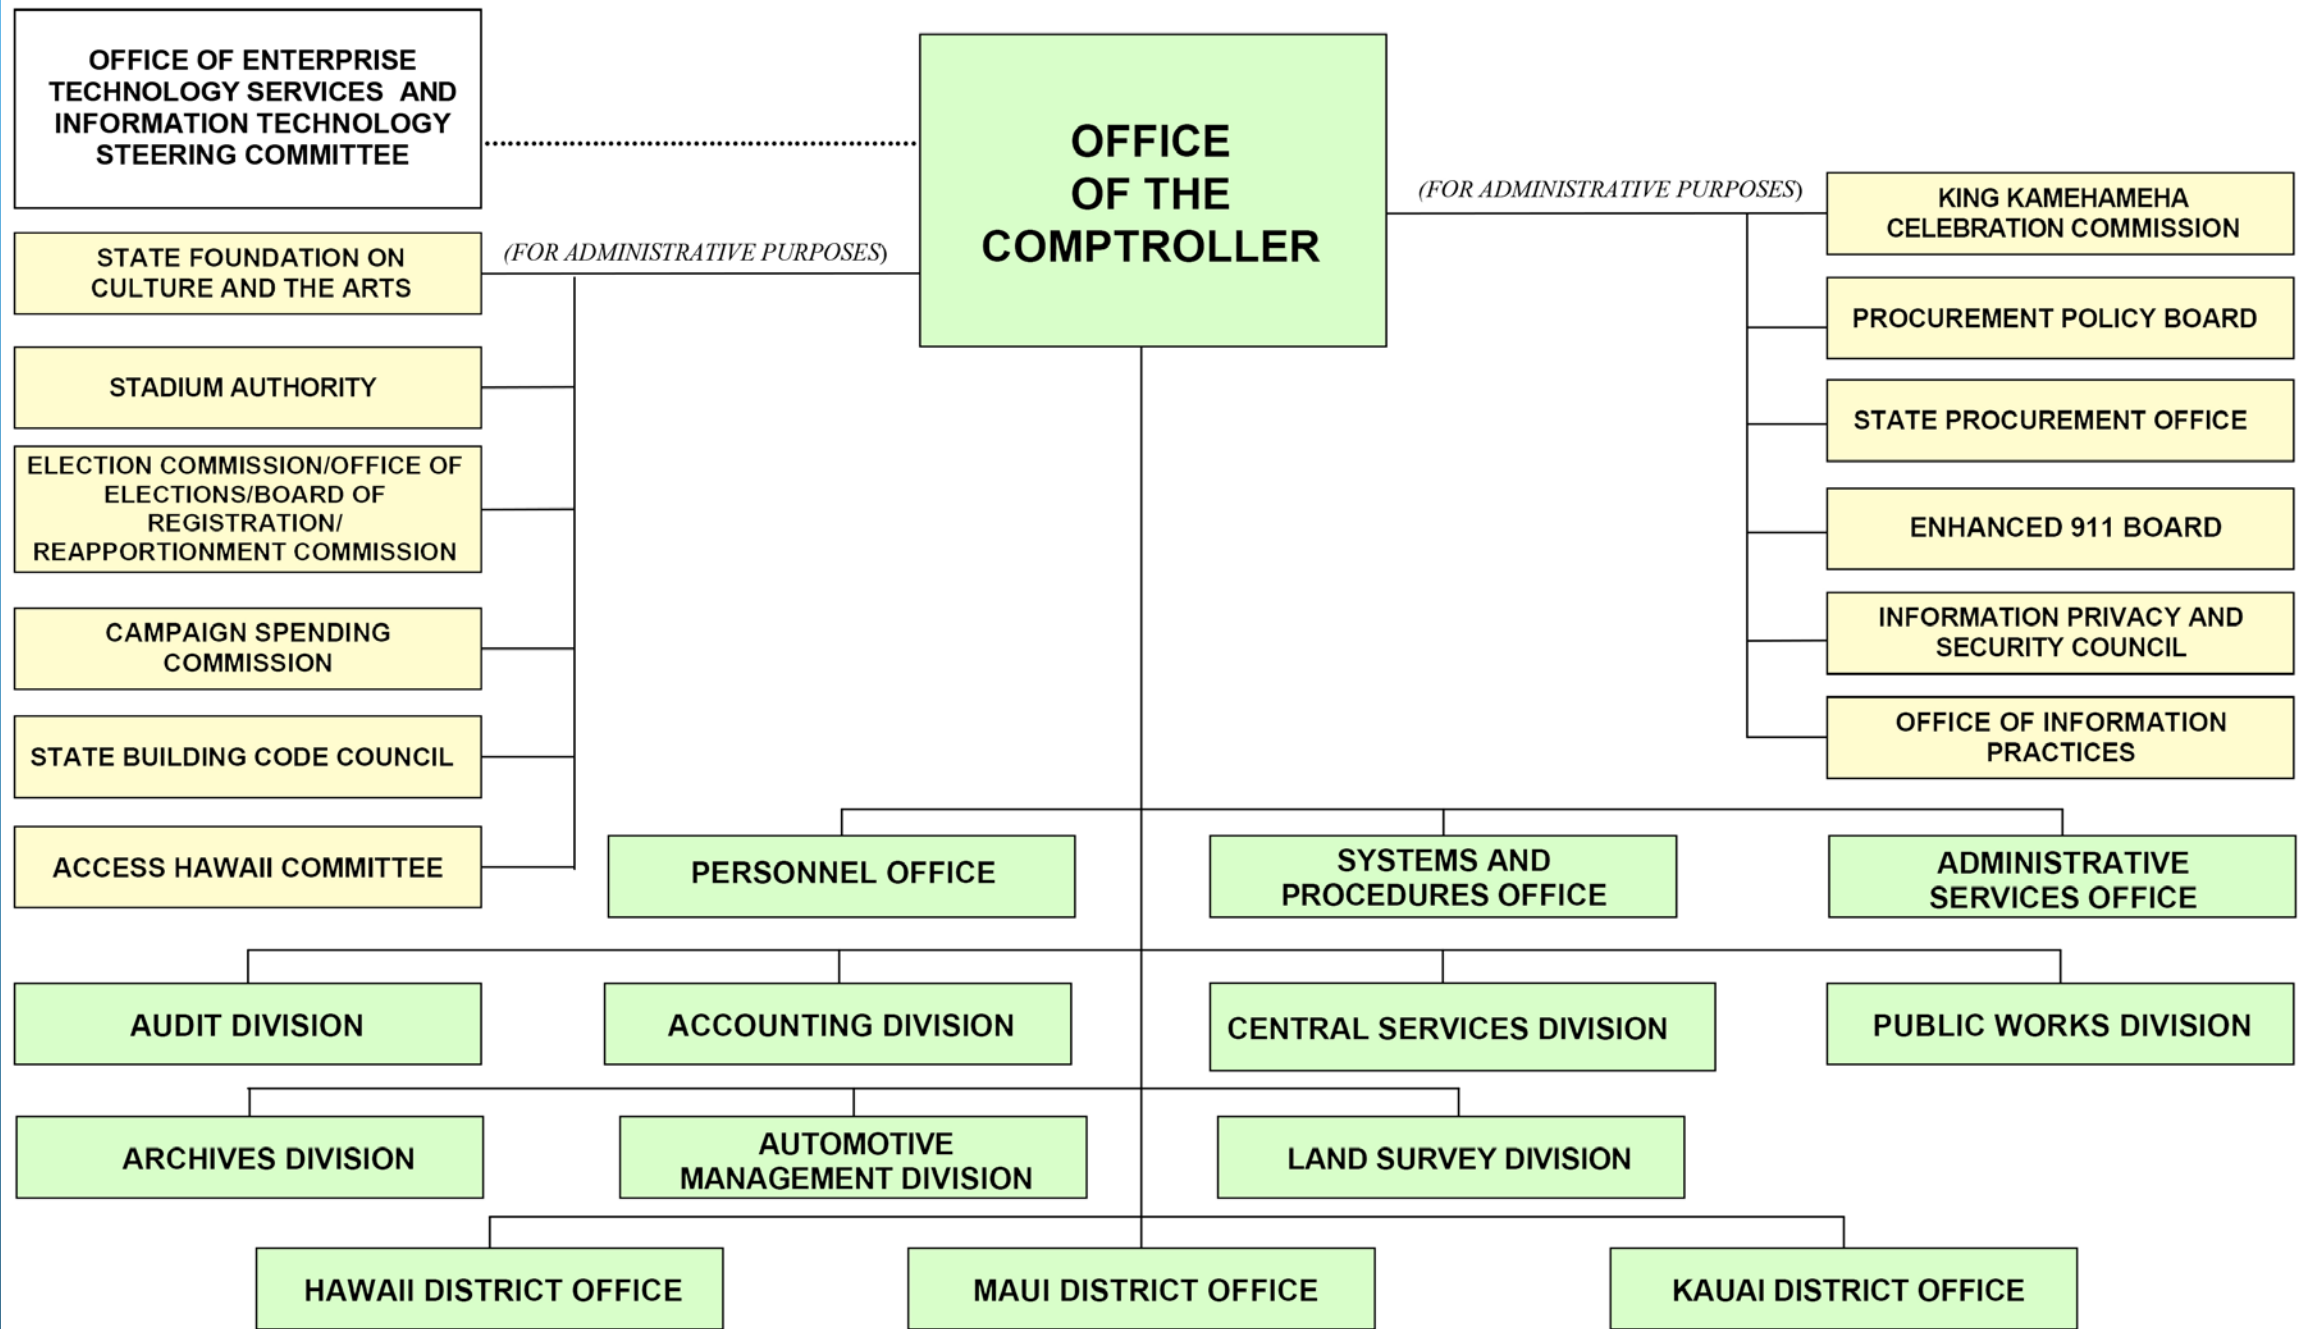 OFFICE OF ENTERPRISE
TECHNOLOGY SERVICES AND
INFORMATION TECHNOLOGY
STEERING COMMITTEE
OFFICE
OF THE
COMPTROLLER
(FOR ADMINISTRATIVE PURPOSES)
STATE FOUNDATION ON
CULTURE AND THE ARTS
STADIUM AUTHORITY
ELECTION COMMISSION/OFFICE OF
ELECTIONS/BOARD OF
REGISTRATION/
REAPPORTIONMENT COMMISSION
CAMPAIGN SPENDING
COMMISSION
STATE BUILDING CODE COUNCIL
ACCESS HAWAII COMMITTEE
(FOR ADMINISTRATIVE PURPOSES)
KING KAMEHAMEHA
CELEBRATION COMMISSION
PROCUREMENT POLICY BOARD
STATE PROCUREMENT OFFICE
ENHANCED 911 BOARD
INFORMATION PRIVACY AND
SECURITY COUNCIL
OFFICE OF INFORMATION
PRACTICES
PERSONNEL OFFICE
SYSTEMS AND
PROCEDURES OFFICE
ADMINISTRATIVE
SERVICES OFFICE
AUDIT DIVISION
ACCOUNTING DIVISION
CENTRAL SERVICES DIVISION
PUBLIC WORKS DIVISION
ARCHIVES DIVISION
AUTOMOTIVE
MANAGEMENT DIVISION
LAND SURVEY DIVISION
HAWAII DISTRICT OFFICE
MAUI DISTRICT OFFICE
KAUAI DISTRICT OFFICE